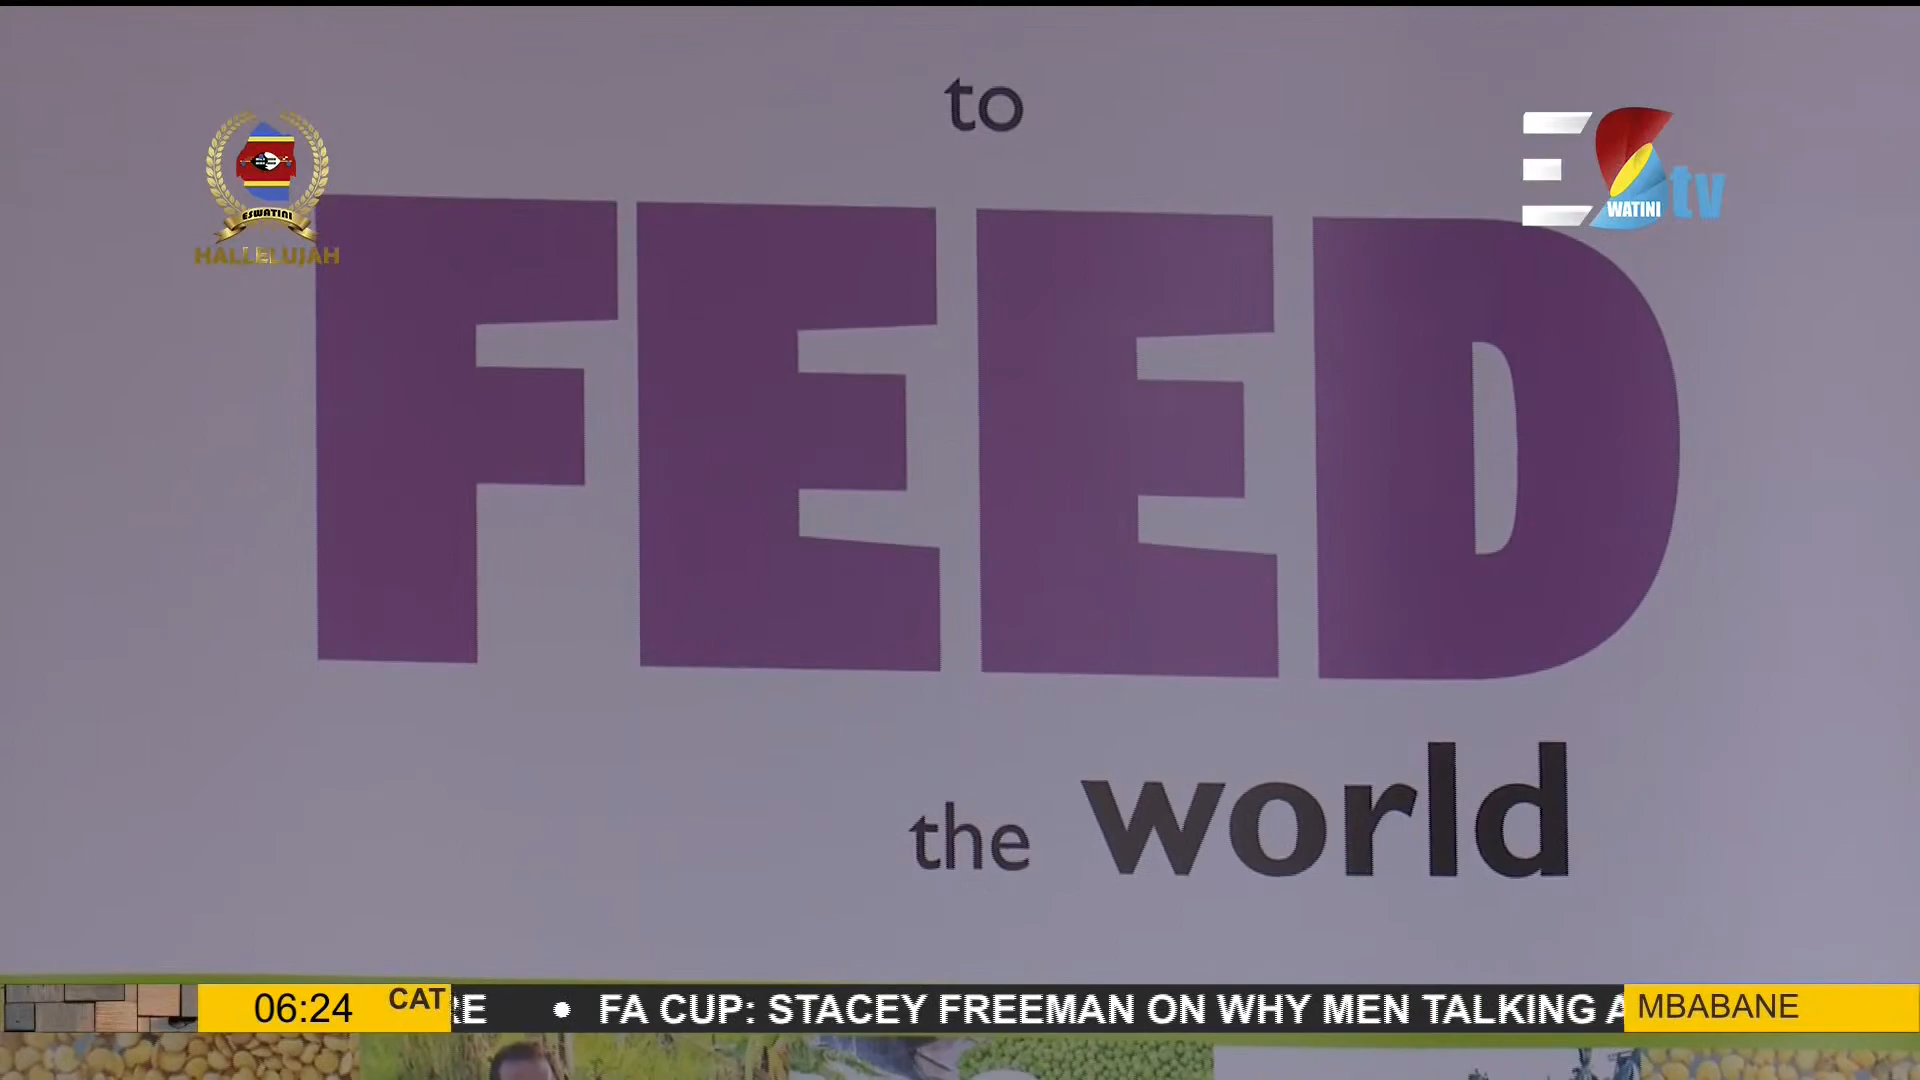 to
ESWATINI
HALLELUJAH
ES
WATINI
tv
FEED
the world
06:24 CAT
RE • FA CUP: STACEY FREEMAN ON WHY MEN TALKING A
MBABANE